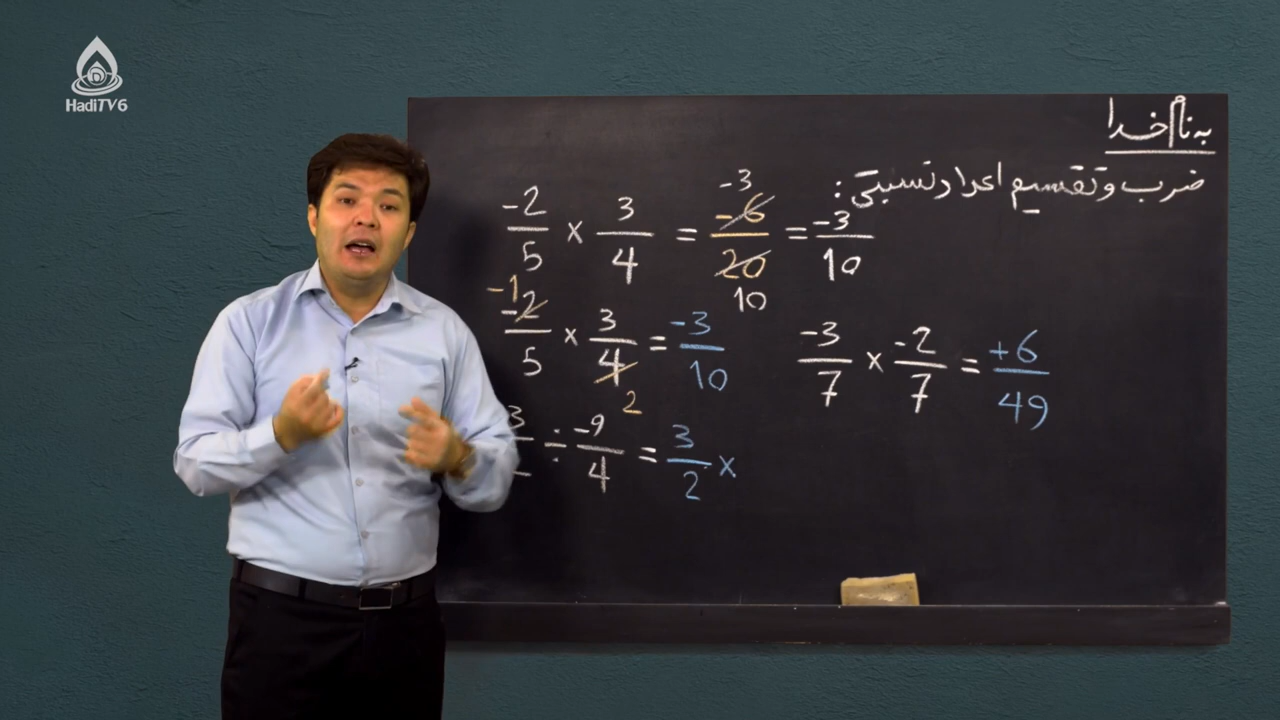 HadiTV6
به نام خدا
ضرب و تقسیم اعداد نسبتی :
-2/5 × 3/4 = -6/20 = -3/10
-3
10
-1
-2/5 × 3/4 = -3/10
2
3 ÷ -9/4 = 3/2 ×
-3/7 × -2/7 = +6/49